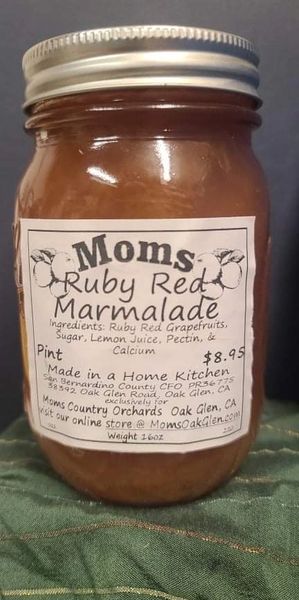 Moms
Ruby Red
Marmalade
Ingredients: Ruby Red Grapefruits,
Sugar, Lemon Juice, Pectin, &
Calcium
Pint $8.95
Made in a Home Kitchen
San Bernardino County CFO PR36775
38392 Oak Glen Road, Oak Glen, CA
exclusively for
Moms Country Orchards Oak Glen, CA
visit our online store @ MomsOakGlen.com
Weight 16oz